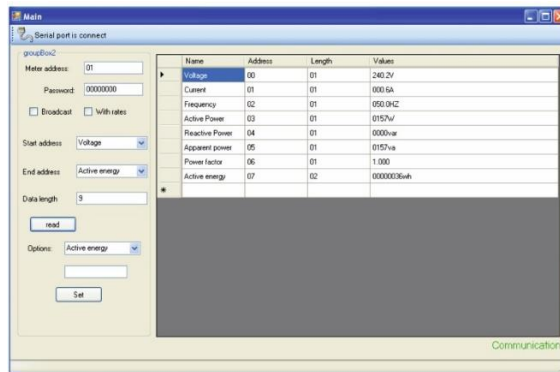 Main
Serial port is connect
groupBox2
Meter address: 01
Password: 00000000
Broadcast With rates
Start address Voltage
End address Active energy
Data length 9
read
Options: Active energy
Set
Name Address Length Values
Voltage 00 01 240.2V
Current 01 01 000.6A
Frequency 02 01 050.0HZ
Active Power 03 01 0157W
Reactive Power 04 01 0000var
Apparent power 05 01 0157va
Power factor 06 01 1.000
Active energy 07 02 00000036wh
Communication